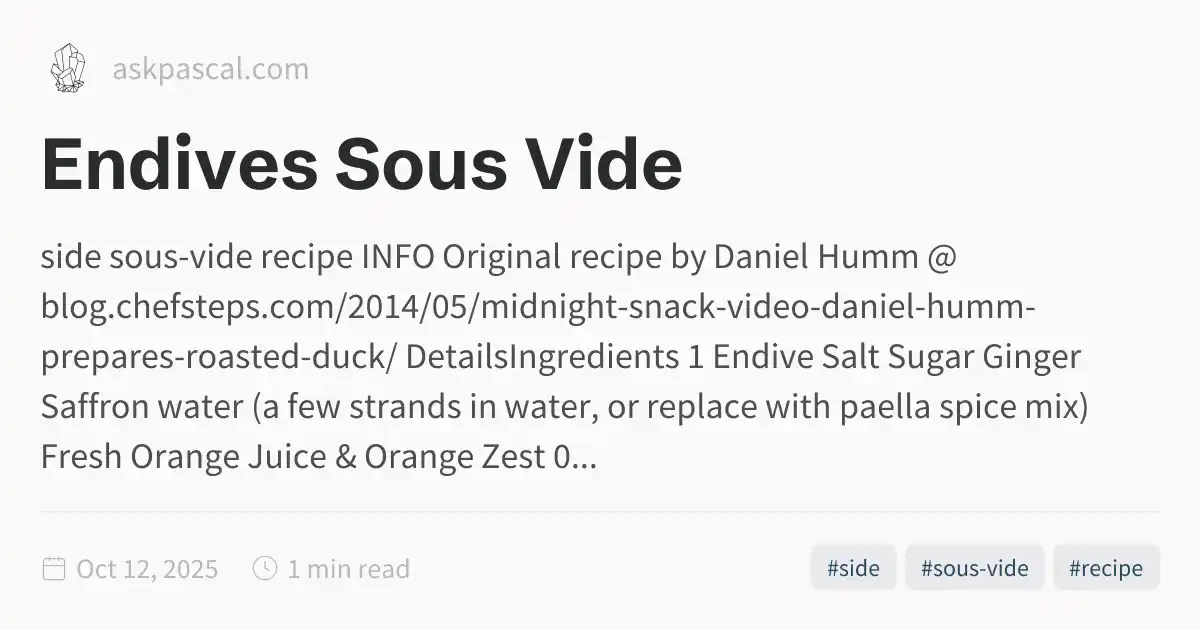 askpascal.com
Endives Sous Vide
side sous-vide recipe INFO Original recipe by Daniel Humm @
blog.chefsteps.com/2014/05/midnight-snack-video-daniel-humm-
prepares-roasted-duck/ DetailsIngredients 1 Endive Salt Sugar Ginger
Saffron water (a few strands in water, or replace with paella spice mix)
Fresh Orange Juice & Orange Zest 0...
Oct 12, 2025 1 min read #side #sous-vide #recipe